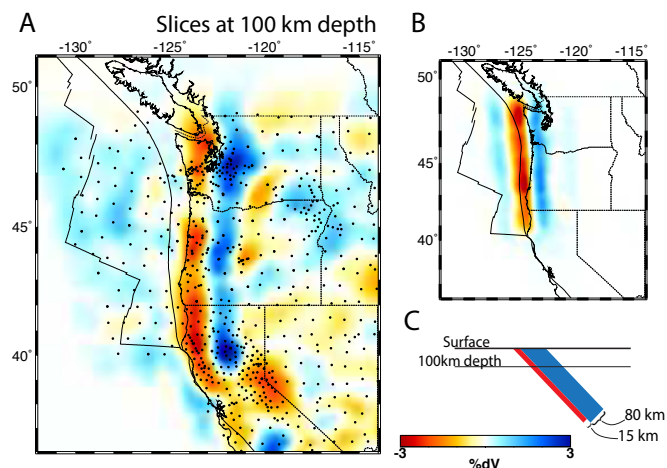 A
Slices at 100 km depth
-130° -125° -120° -115°
50°
45°
40°
B
-130° -125° -120° -115°
50°
45°
40°
C
Surface
100km depth
80 km
15 km
-3 3
%dV